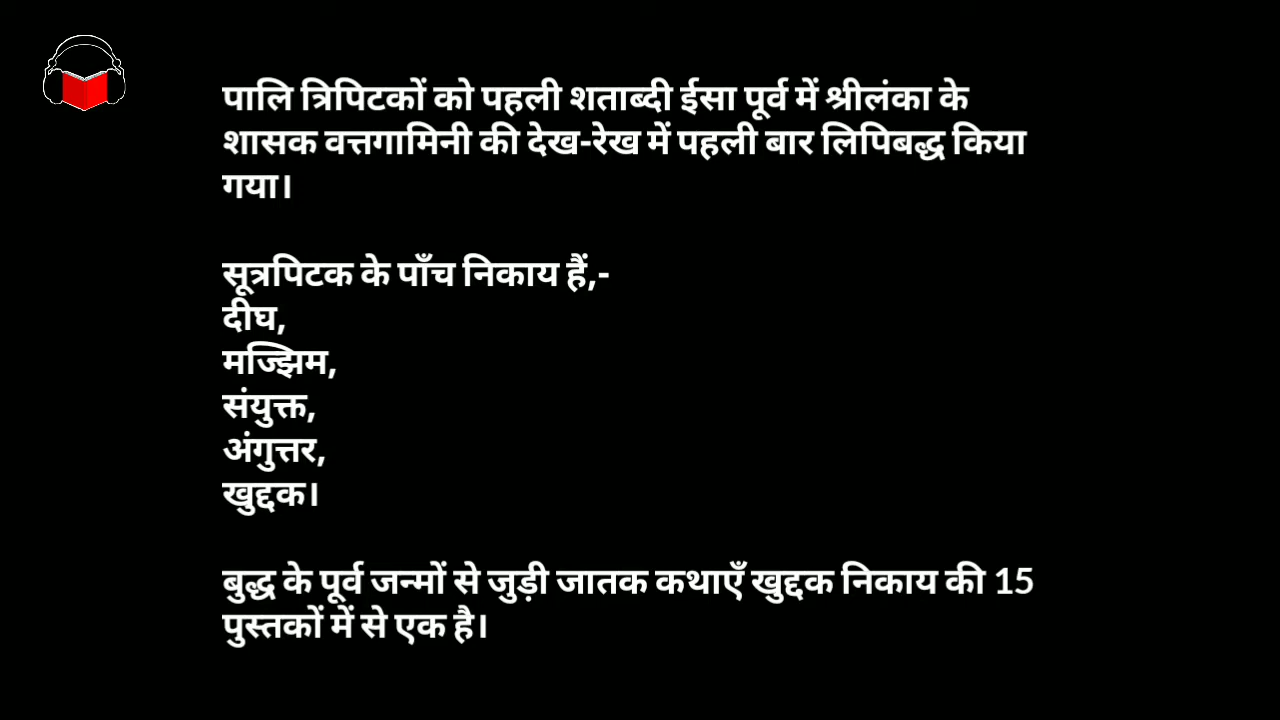 पालि त्रिपिटकों को पहली शताब्दी ईसा पूर्व में श्रीलंका के
शासक वत्तगामिनी की देख-रेख में पहली बार लिपिबद्ध किया
गया।
सूत्रपिटक के पाँच निकाय हैं,-
दीघ,
मज्झिम,
संयुक्त,
अंगुत्तर,
खुद्दक।
बुद्ध के पूर्व जन्मों से जुड़ी जातक कथाएँ खुद्दक निकाय की 15
पुस्तकों में से एक है।